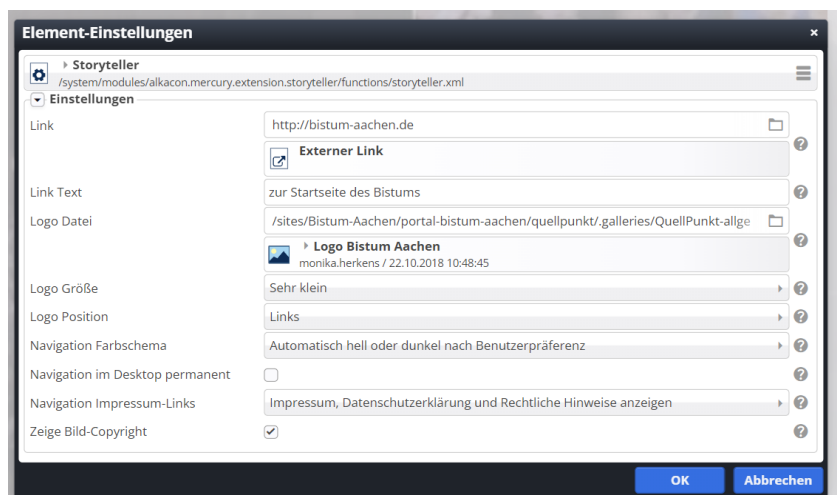 Element-Einstellungen
Storyteller
/system/modules/alkacon.mercury.extension.storyteller/functions/storyteller.xml
Einstellungen
Link
http://bistum-aachen.de
Externer Link
Link Text
zur Startseite des Bistums
Logo Datei
/sites/Bistum-Aachen/portal-bistum-aachen/quellpunkt/.galleries/QuellPunkt-allge
Logo Bistum Aachen
monika.herkens / 22.10.2018 10:48:45
Logo Größe
Sehr klein
Logo Position
Links
Navigation Farbschema
Automatisch hell oder dunkel nach Benutzerpräferenz
Navigation im Desktop permanent
Navigation Impressum-Links
Impressum, Datenschutzerklärung und Rechtliche Hinweise anzeigen
Zeige Bild-Copyright
OK
Abbrechen